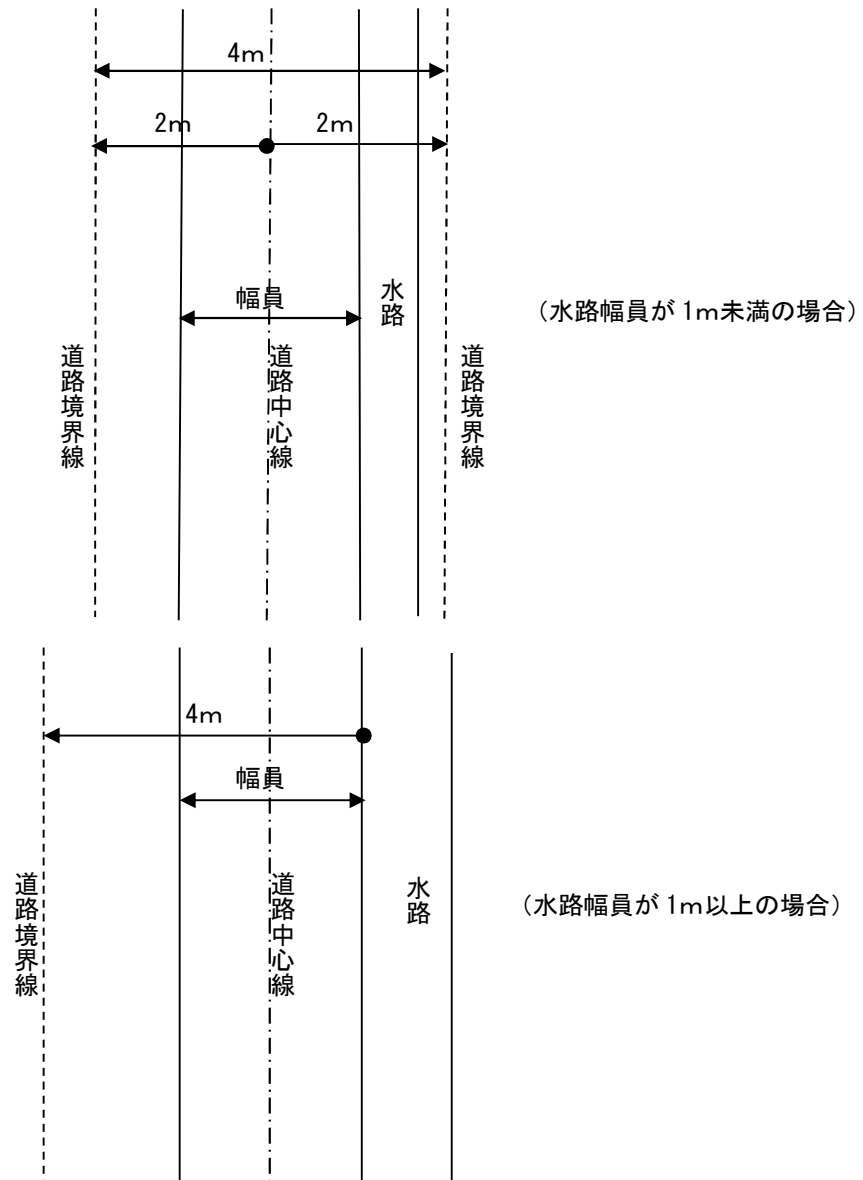 4m
2m
2m
幅員
水路
（水路幅員が 1m未満の場合）
道路境界線
道路中心線
道路境界線
4m
幅員
道路境界線
道路中心線
水路
（水路幅員が 1m以上の場合）